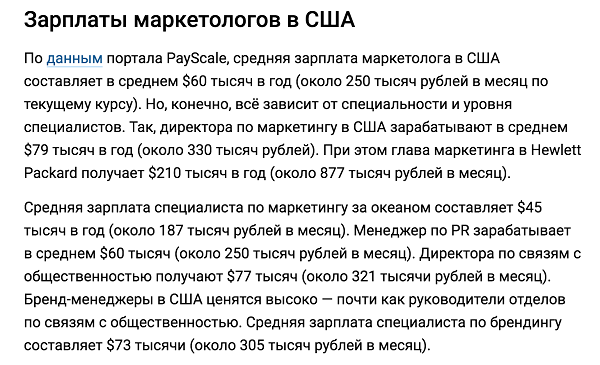 Зарплаты маркетологов в США
По данным портала PayScale, средняя зарплата маркетолога в США
составляет в среднем $60 тысяч в год (около 250 тысяч рублей в месяц по
текущему курсу). Но, конечно, всё зависит от специальности и уровня
специалистов. Так, директора по маркетингу в США зарабатывают в среднем
$79 тысяч в год (около 330 тысяч рублей). При этом глава маркетинга в Hewlett
Packard получает $210 тысяч в год (около 877 тысяч рублей в месяц).
Средняя зарплата специалиста по маркетингу за океаном составляет $45
тысяч в год (около 187 тысяч рублей в месяц). Менеджер по PR зарабатывает
в среднем $60 тысяч (около 250 тысяч рублей в месяц). Директора по связям с
общественностью получают $77 тысяч (около 321 тысячи рублей в месяц).
Бренд-менеджеры в США ценятся высоко — почти как руководители отделов
по связям с общественностью. Средняя зарплата специалиста по брендингу
составляет $73 тысячи (около 305 тысяч рублей в месяц).